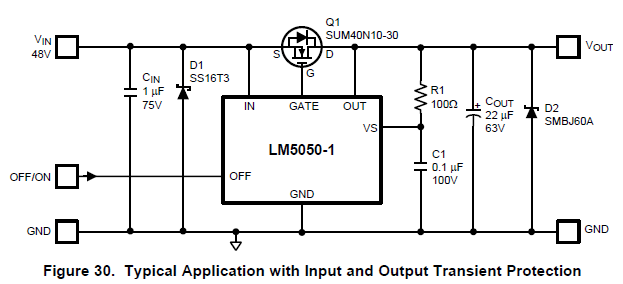 Q1
SUM40N10-30
VIN
48V
S
D
G
VOUT
D1
SS16T3
CIN
1 µF
75V
IN
GATE
OUT
R1
100Ω
COUT
22 µF
63V
+
D2
SMBJ60A
VS
LM5050-1
C1
0.1 µF
100V
OFF/ON
OFF
GND
GND
GND
Figure 30. Typical Application with Input and Output Transient Protection